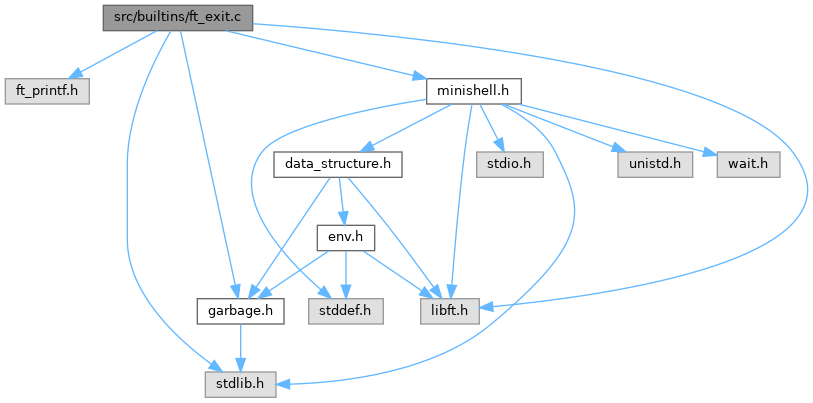 src/builtins/ft_exit.c
ft_printf.h
minishell.h
data_structure.h
stdio.h
unistd.h
wait.h
env.h
garbage.h
stddef.h
libft.h
stdlib.h